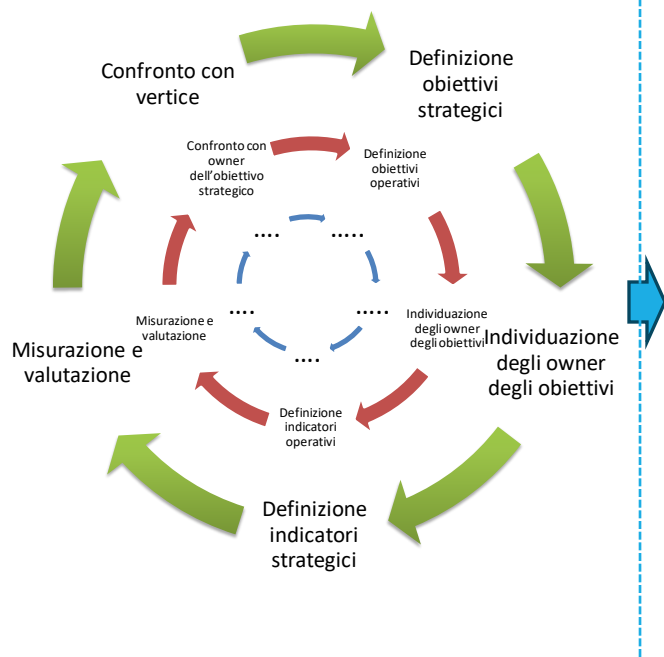 Confronto con
vertice
Definizione
obiettivi
strategici
Confronto con
owner
dell'obiettivo
strategico
Definizione
obiettivi
operativi
....
.....
....
.....
....
Misurazione e
valutazione
Misurazione e
valutazione
Individuazione
degli owner
degli obiettivi
Individuazione
degli owner
degli obiettivi
Definizione
indicatori
operativi
Definizione
indicatori
strategici